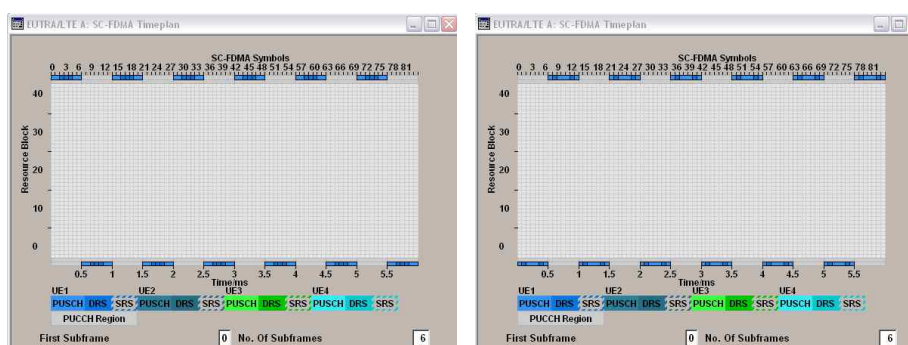 EUTRA/LTE A: SC-FDMA Timeplan
SC-FDMA Symbols
0 3 6 9 12 15 18 21 24 27 30 33 36 39 42 45 48 51 54 57 60 63 66 69 72 75 78 81
Resource Block
40
30
20
10
0
0.5 1 1.5 2 2.5 3 3.5 4 4.5 5 5.5
Time/ms
UE1 UE2 UE3 UE4
PUSCH DRS SRS PUSCH DRS SRS PUSCH DRS SRS PUSCH DRS SRS
PUCCH Region
First Subframe 0 No. Of Subframes 6
EUTRA/LTE A: SC-FDMA Timeplan
SC-FDMA Symbols
0 3 6 9 12 15 18 21 24 27 30 33 36 39 42 45 48 51 54 57 60 63 66 69 72 75 78 81
Resource Block
40
30
20
10
0
0.5 1 1.5 2 2.5 3 3.5 4 4.5 5 5.5
Time/ms
UE1 UE2 UE3 UE4
PUSCH DRS SRS PUSCH DRS SRS PUSCH DRS SRS PUSCH DRS SRS
PUCCH Region
First Subframe 0 No. Of Subframes 6